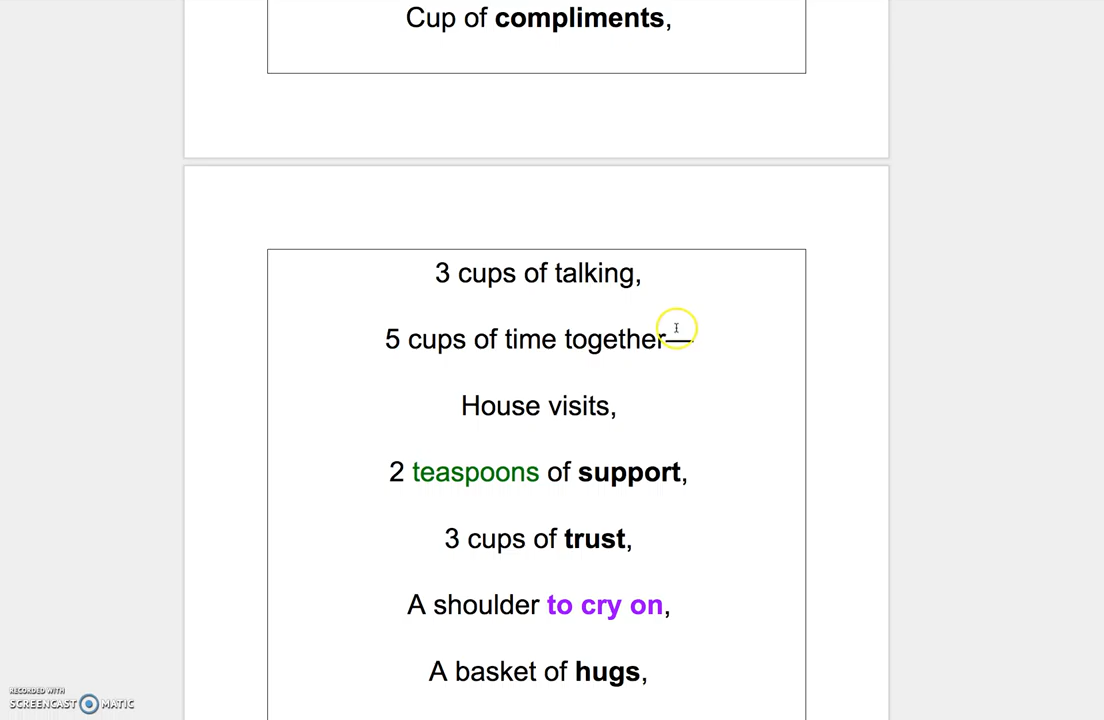 Cup of compliments,
3 cups of talking,
5 cups of time together__
House visits,
2 teaspoons of support,
3 cups of trust,
A shoulder to cry on,
A basket of hugs,
RECORDED WITH
SCREENCAST MATIC